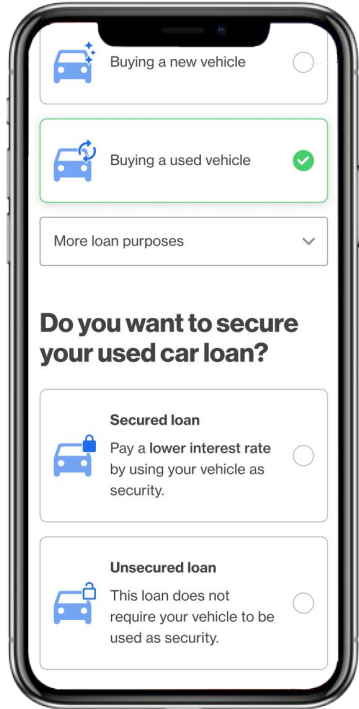 Buying a new vehicle
Buying a used vehicle
More loan purposes
Do you want to secure
your used car loan?
Secured loan
Pay a lower interest rate
by using your vehicle as
security.
Unsecured loan
This loan does not
require your vehicle to be
used as security.